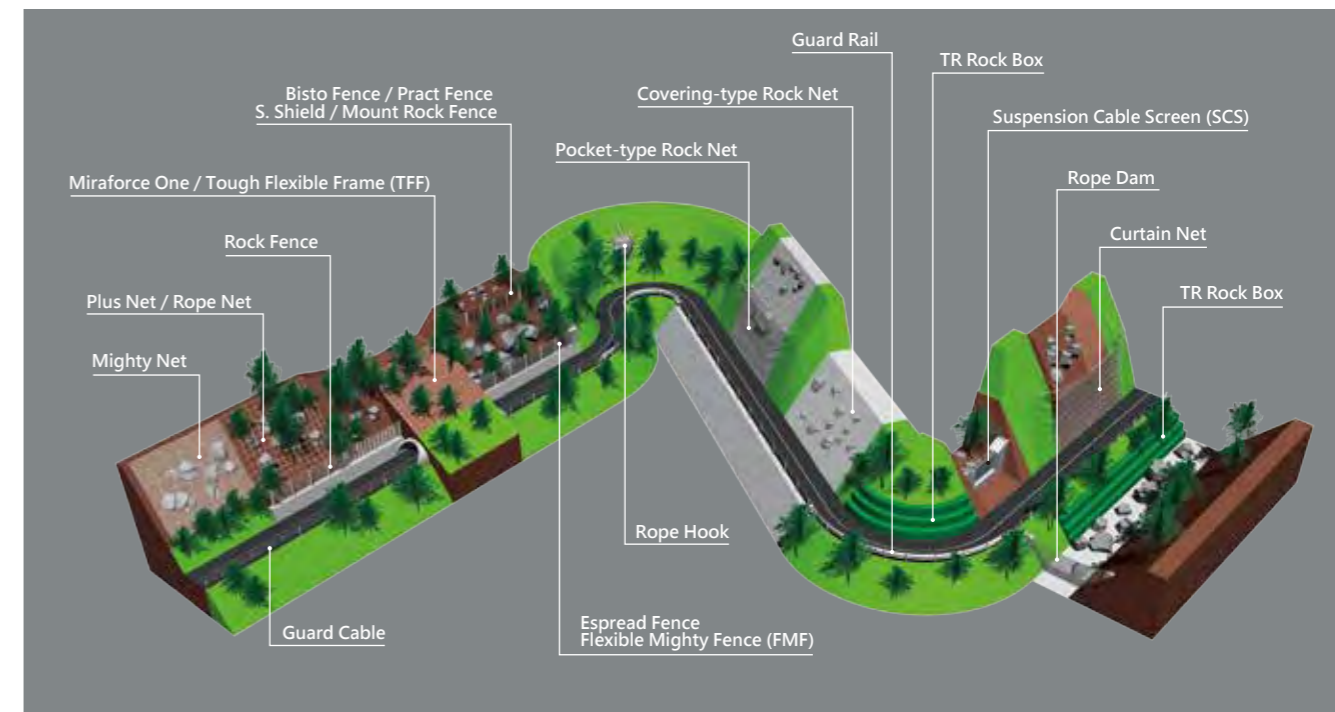 Guard Rail
TR Rock Box
Bisto Fence / Pract Fence
S. Shield / Mount Rock Fence
Covering-type Rock Net
Suspension Cable Screen (SCS)
Pocket-type Rock Net
Miraforce One / Tough Flexible Frame (TFF)
Rope Dam
Rock Fence
Curtain Net
Plus Net / Rope Net
TR Rock Box
Mighty Net
Rope Hook
Guard Cable
Espread Fence
Flexible Mighty Fence (FMF)